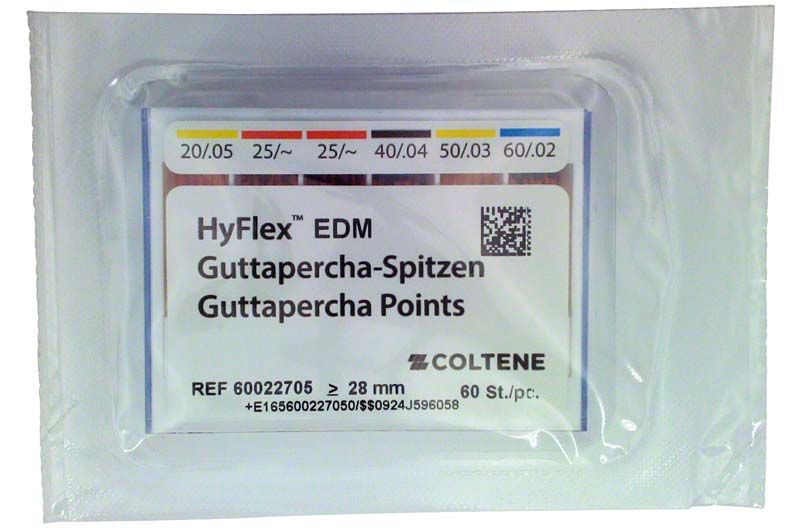 20/.05 25/~ 25/~ 40/.04 50/.03 60/.02
HyFlex™ EDM
Guttapercha-Spitzen
Guttapercha Points
COLTENE
REF 60022705 ≥ 28 mm 60 St./pc.
+E165600227050/$$0924J596058